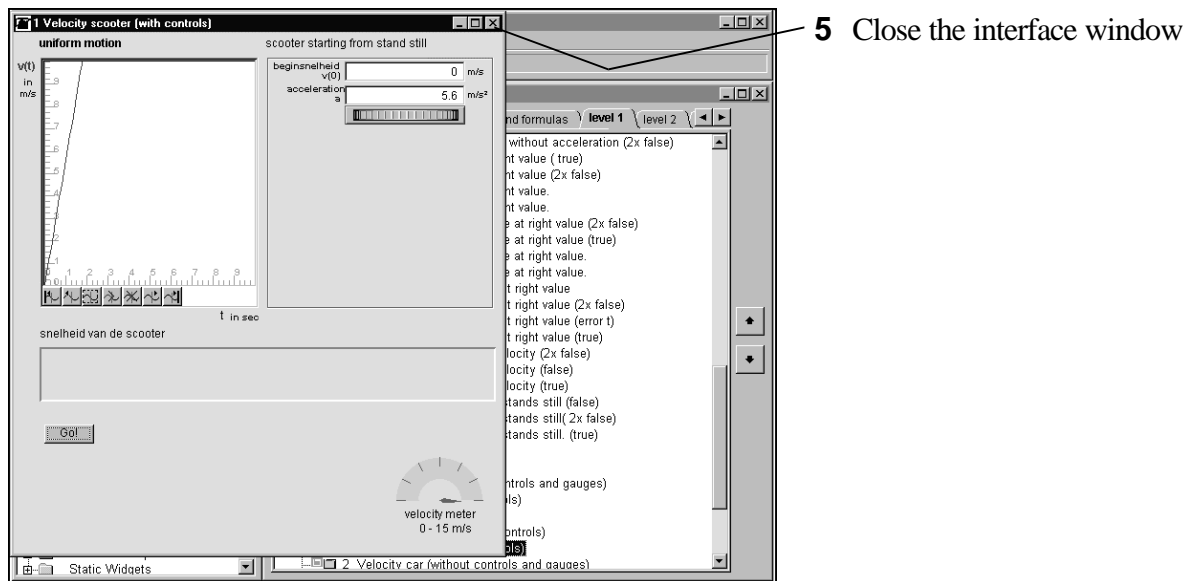 1 Velocity scooter (with controls)
5 Close the interface window
uniform motion
scooter starting from stand still
v(t)
in
m/s
9
8
7
6
5
4
3
2
1
0
0 1 2 3 4 5 6 7 8 9
t in sec
beginsnelheid
v(0) 0 m/s
acceleration
a 5.6 m/s²
snelheid van de scooter
Go!
velocity meter
0 - 15 m/s
nd formulas level 1 level 2
without acceleration (2x false)
ht value ( true)
ht value (2x false)
ht value.
ht value.
e at right value (2x false)
e at right value (true)
e at right value.
e at right value.
t right value
t right value (2x false)
t right value (error t)
t right value (true)
locity (2x false)
locity (false)
locity (true)
stands still (false)
stands still( 2x false)
stands still. (true)
ntrols and gauges)
ols)
ontrols)
ols)
2 Velocity car (without controls and gauges)
Static Widgets